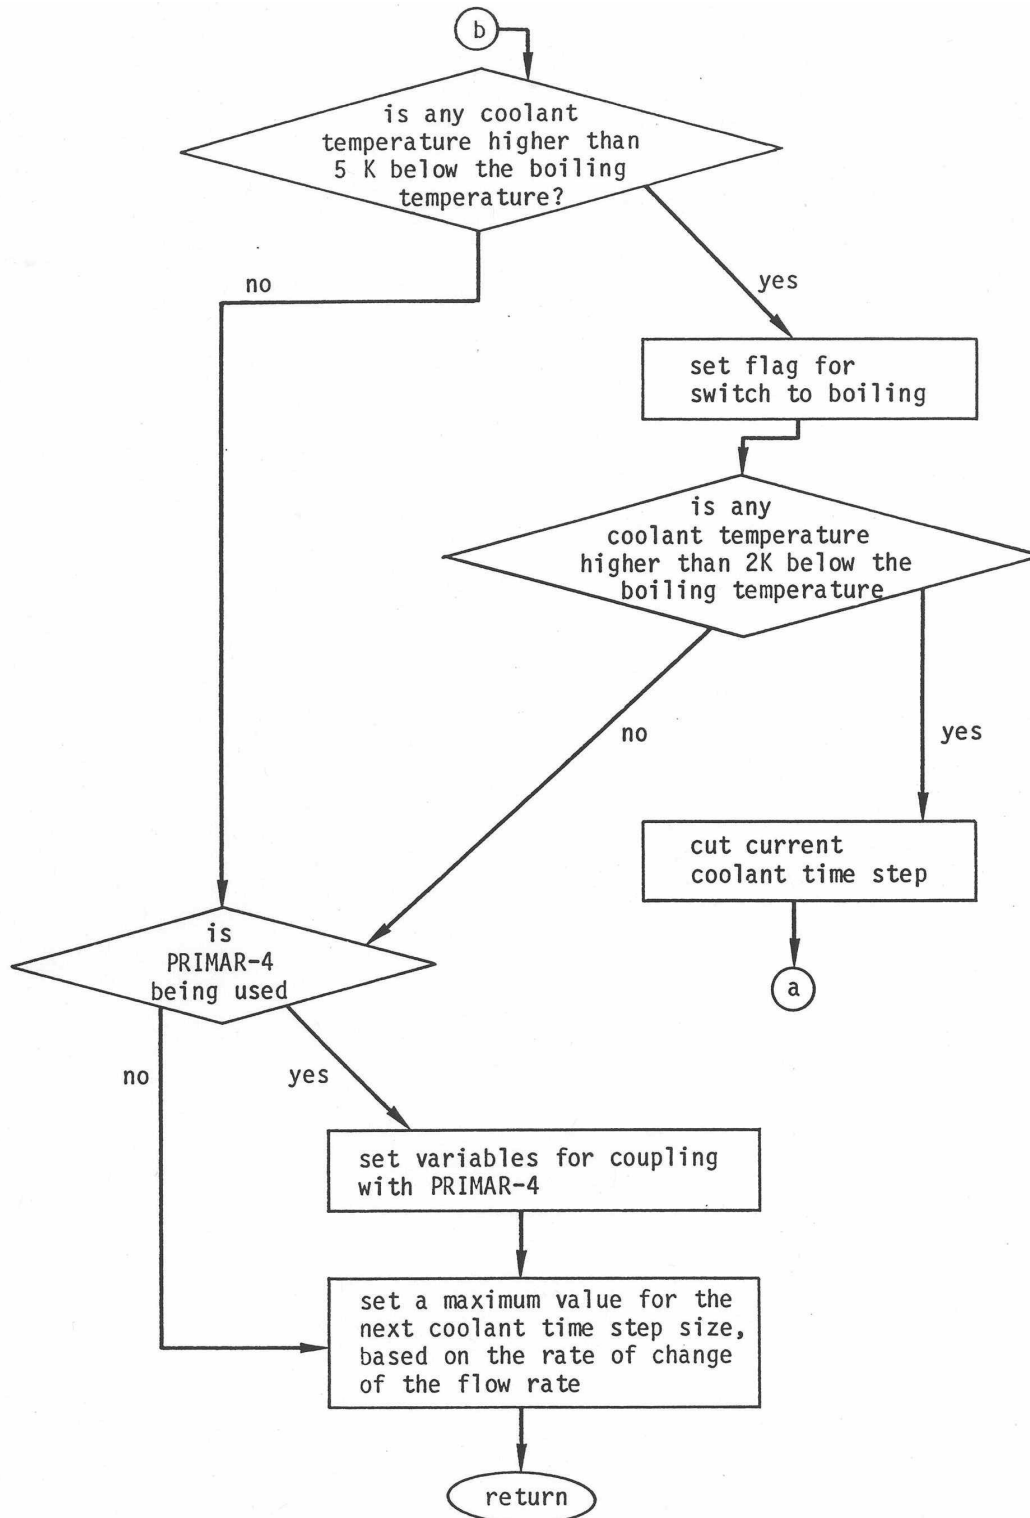 b
is any coolant
temperature higher than
5 K below the boiling
temperature?
no
yes
set flag for
switch to boiling
is any
coolant temperature
higher than 2K below the
boiling temperature
no
yes
cut current
coolant time step
a
is
PRIMAR-4
being used
no
yes
set variables for coupling
with PRIMAR-4
set a maximum value for the
next coolant time step size,
based on the rate of change
of the flow rate
return